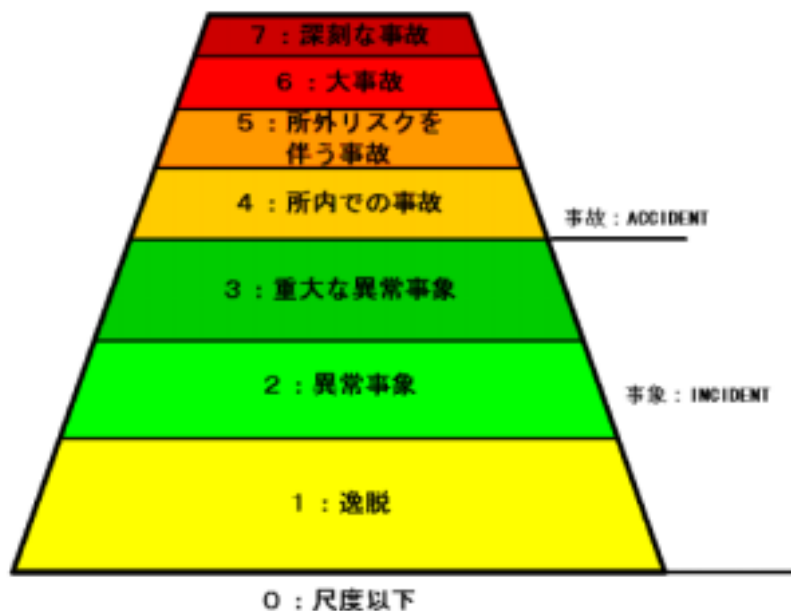 7：深刻な事故
6：大事故
5：所外リスクを
伴う事故
4：所内での事故
事故：ACCIDENT
3：重大な異常事象
2：異常事象
事象：INCIDENT
1：逸脱
0：尺度以下